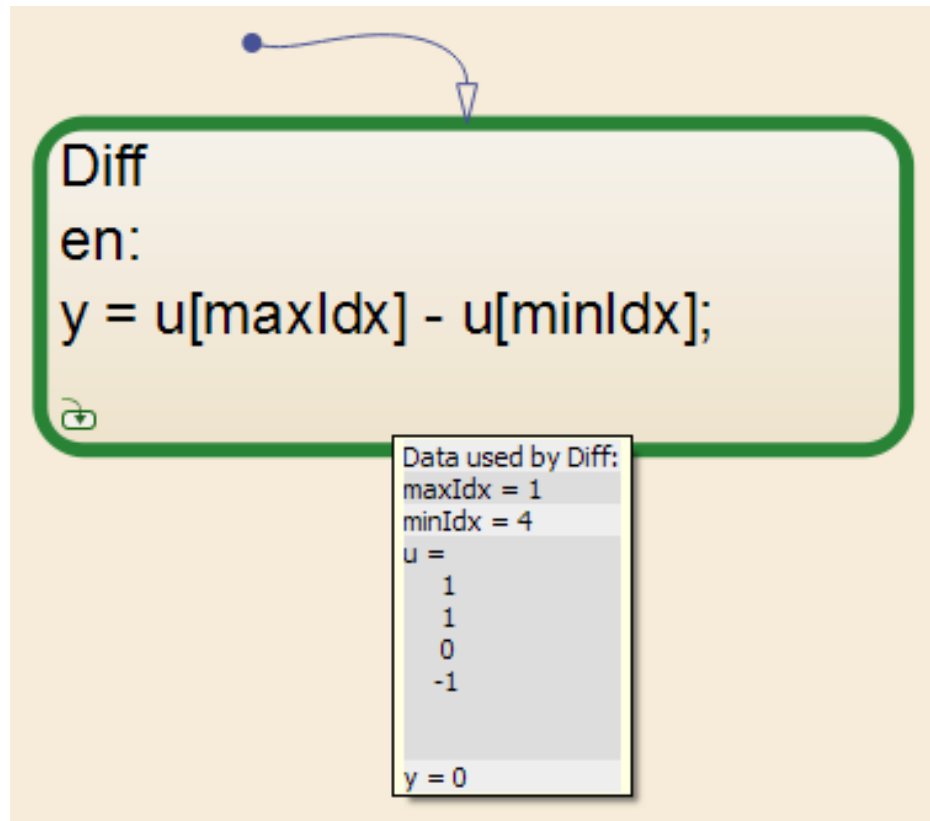 Diff
en:
y = u[maxIdx] - u[minIdx];
Data used by Diff:
maxIdx = 1
minIdx = 4
u =
1
1
0
-1
y = 0